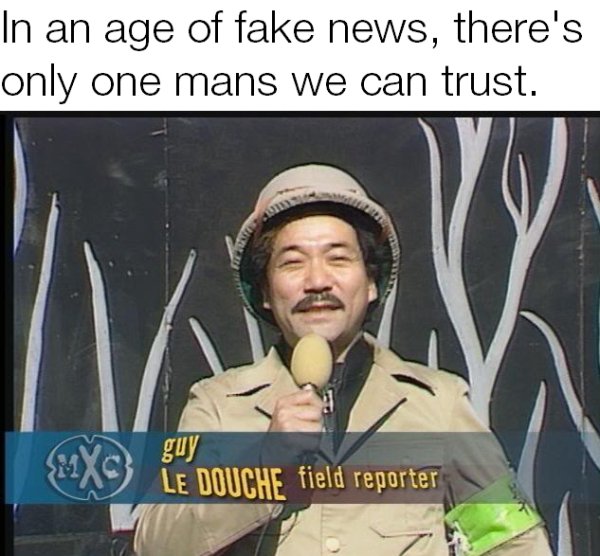 In an age of fake news, there's
only one mans we can trust.
MXC
guy
LE DOUCHE field reporter